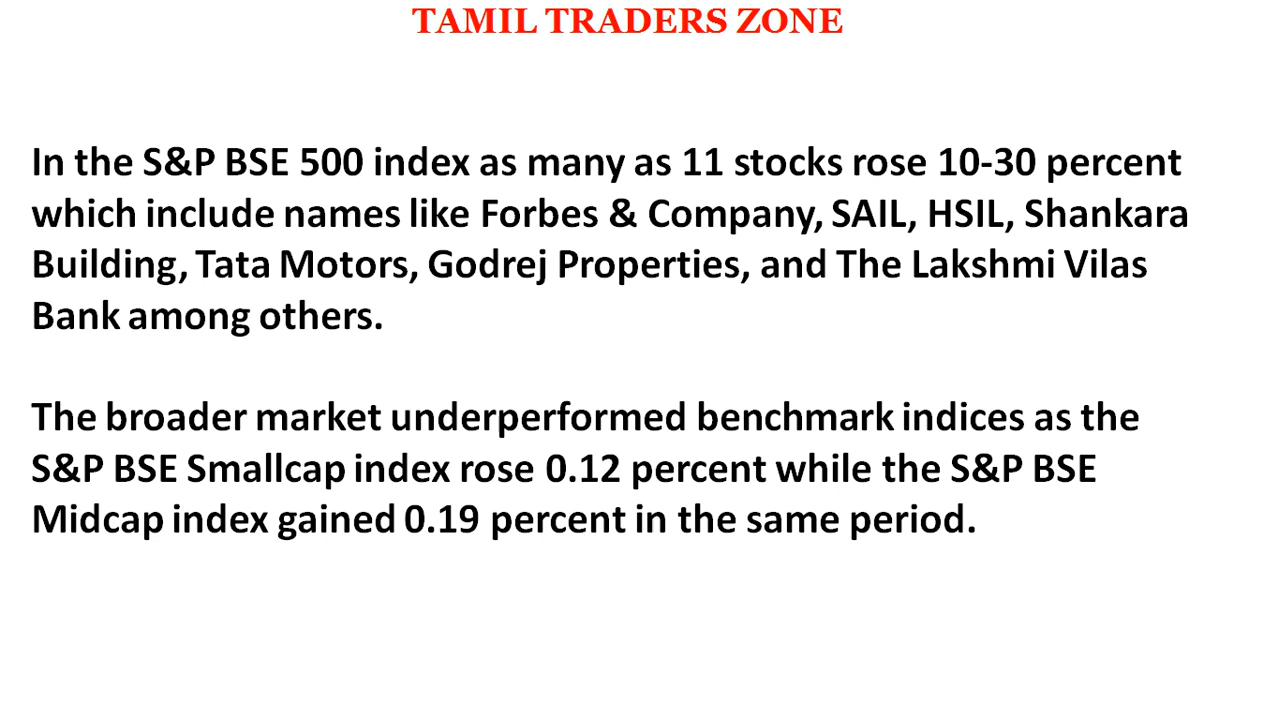 TAMIL TRADERS ZONE
In the S&P BSE 500 index as many as 11 stocks rose 10-30 percent
which include names like Forbes & Company, SAIL, HSIL, Shankara
Building, Tata Motors, Godrej Properties, and The Lakshmi Vilas
Bank among others.
The broader market underperformed benchmark indices as the
S&P BSE Smallcap index rose 0.12 percent while the S&P BSE
Midcap index gained 0.19 percent in the same period.